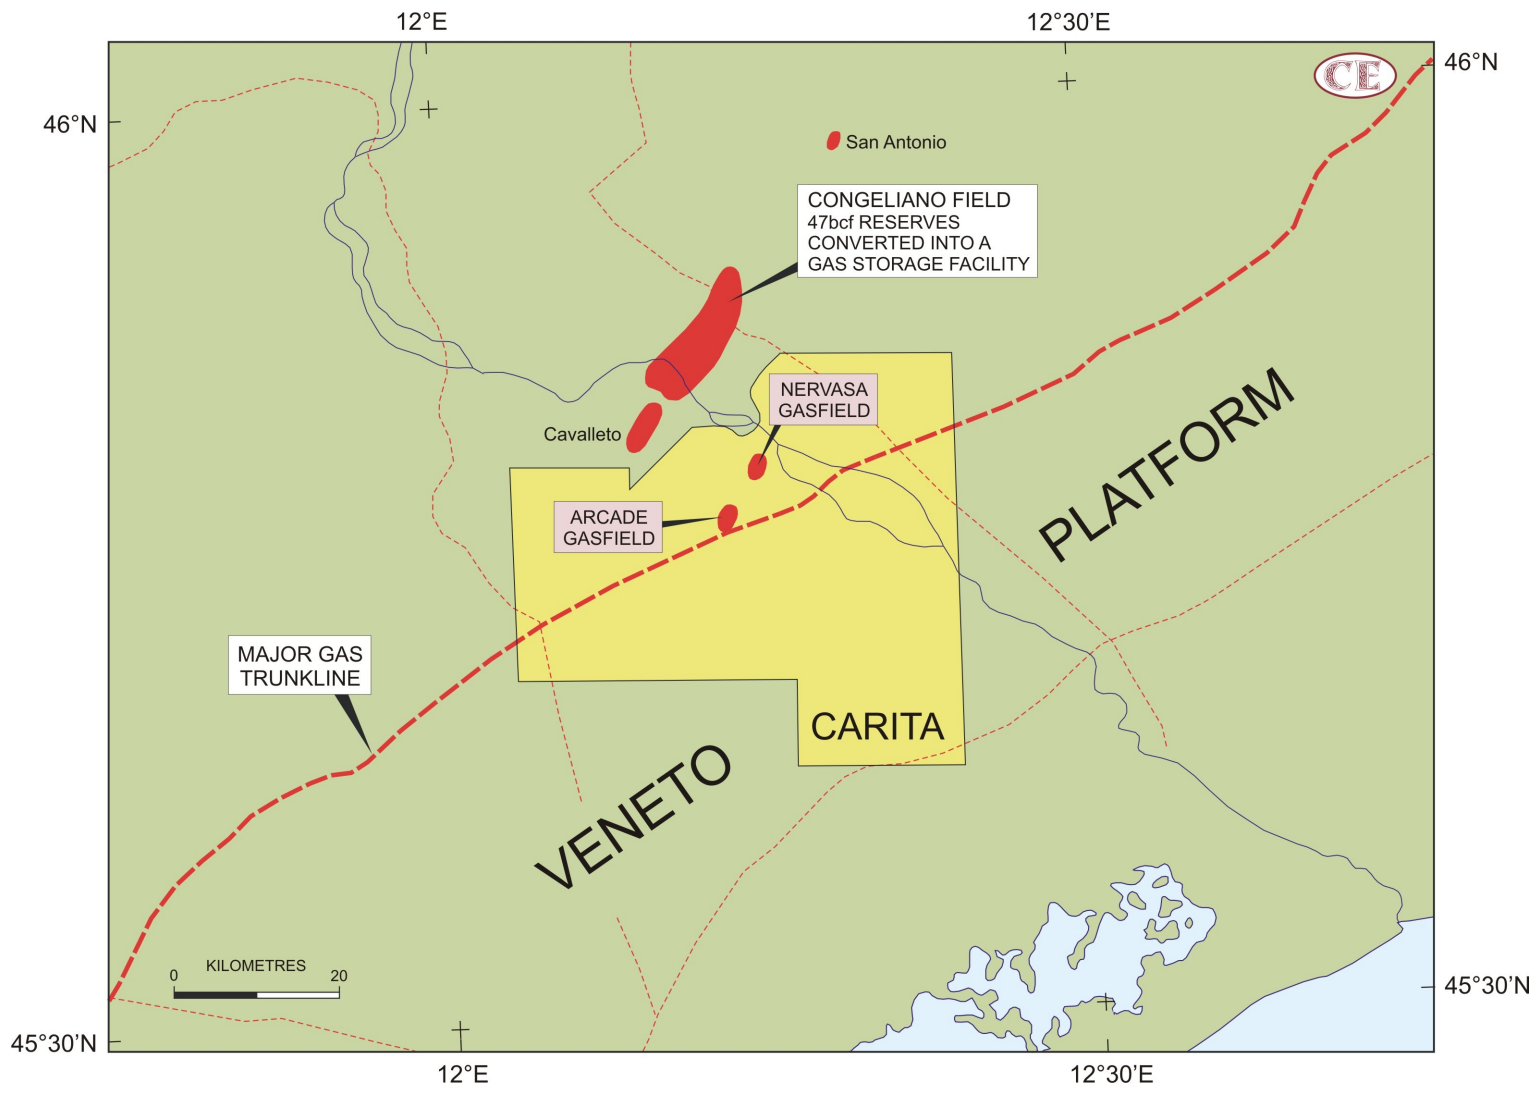 12°E
12°30'E
46°N
CE
46°N
San Antonio
CONGELIANO FIELD
47bcf RESERVES
CONVERTED INTO A
GAS STORAGE FACILITY
NERVASA
GASFIELD
Cavalleto
ARCADE
GASFIELD
PLATFORM
MAJOR GAS
TRUNKLINE
CARITA
VENETO
KILOMETRES
0
20
45°30'N
45°30'N
12°E
12°30'E